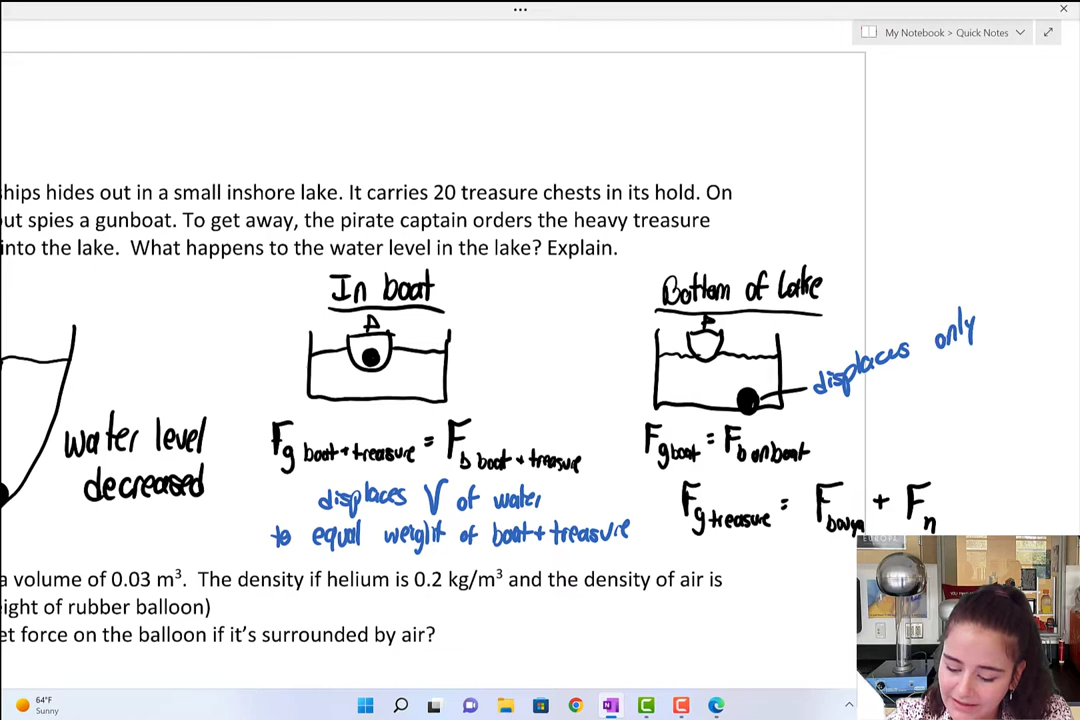 My Notebook > Quick Notes
ships hides out in a small inshore lake. It carries 20 treasure chests in its hold. On
out spies a gunboat. To get away, the pirate captain orders the heavy treasure
into the lake. What happens to the water level in the lake? Explain.
In boat
Bottom of lake
displaces only
water level
decreased
Fg boat + treasure = Fb boat + treasure
displaces V of water
to equal weight of boat + treasure
Fg boat = Fb on boat
Fg treasure = Fbouya + Fn
a volume of 0.03 m³. The density if helium is 0.2 kg/m³ and the density of air is
eight of rubber balloon)
et force on the balloon if it's surrounded by air?
EUROPE
64°F
Sunny